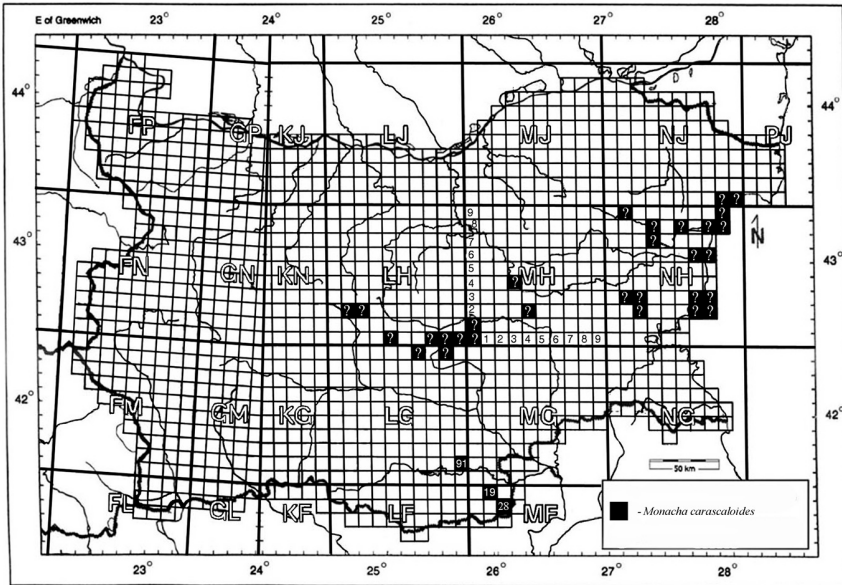 E of Greenwich
23° 24° 25° 26° 27° 28°
44° 44°
FP GP KJ LJ MJ NJ PJ
? ?
9 ?
8 ? ? ? ?
7 ?
N
43° 43°
6 ? ?
FN GN KN LH 5 MH NH
4 ?
3 ? ? ? ?
? ? 2 ? ? ? ?
?
? ? ? ? ? 1 2 3 4 5 6 7 8 9
? ?
42° 42°
FM GM KG LG MG NG
91
50 km
19
FL GL KF LF 28 MF
- Monacha carascaloides
23° 24° 25° 26° 27° 28°